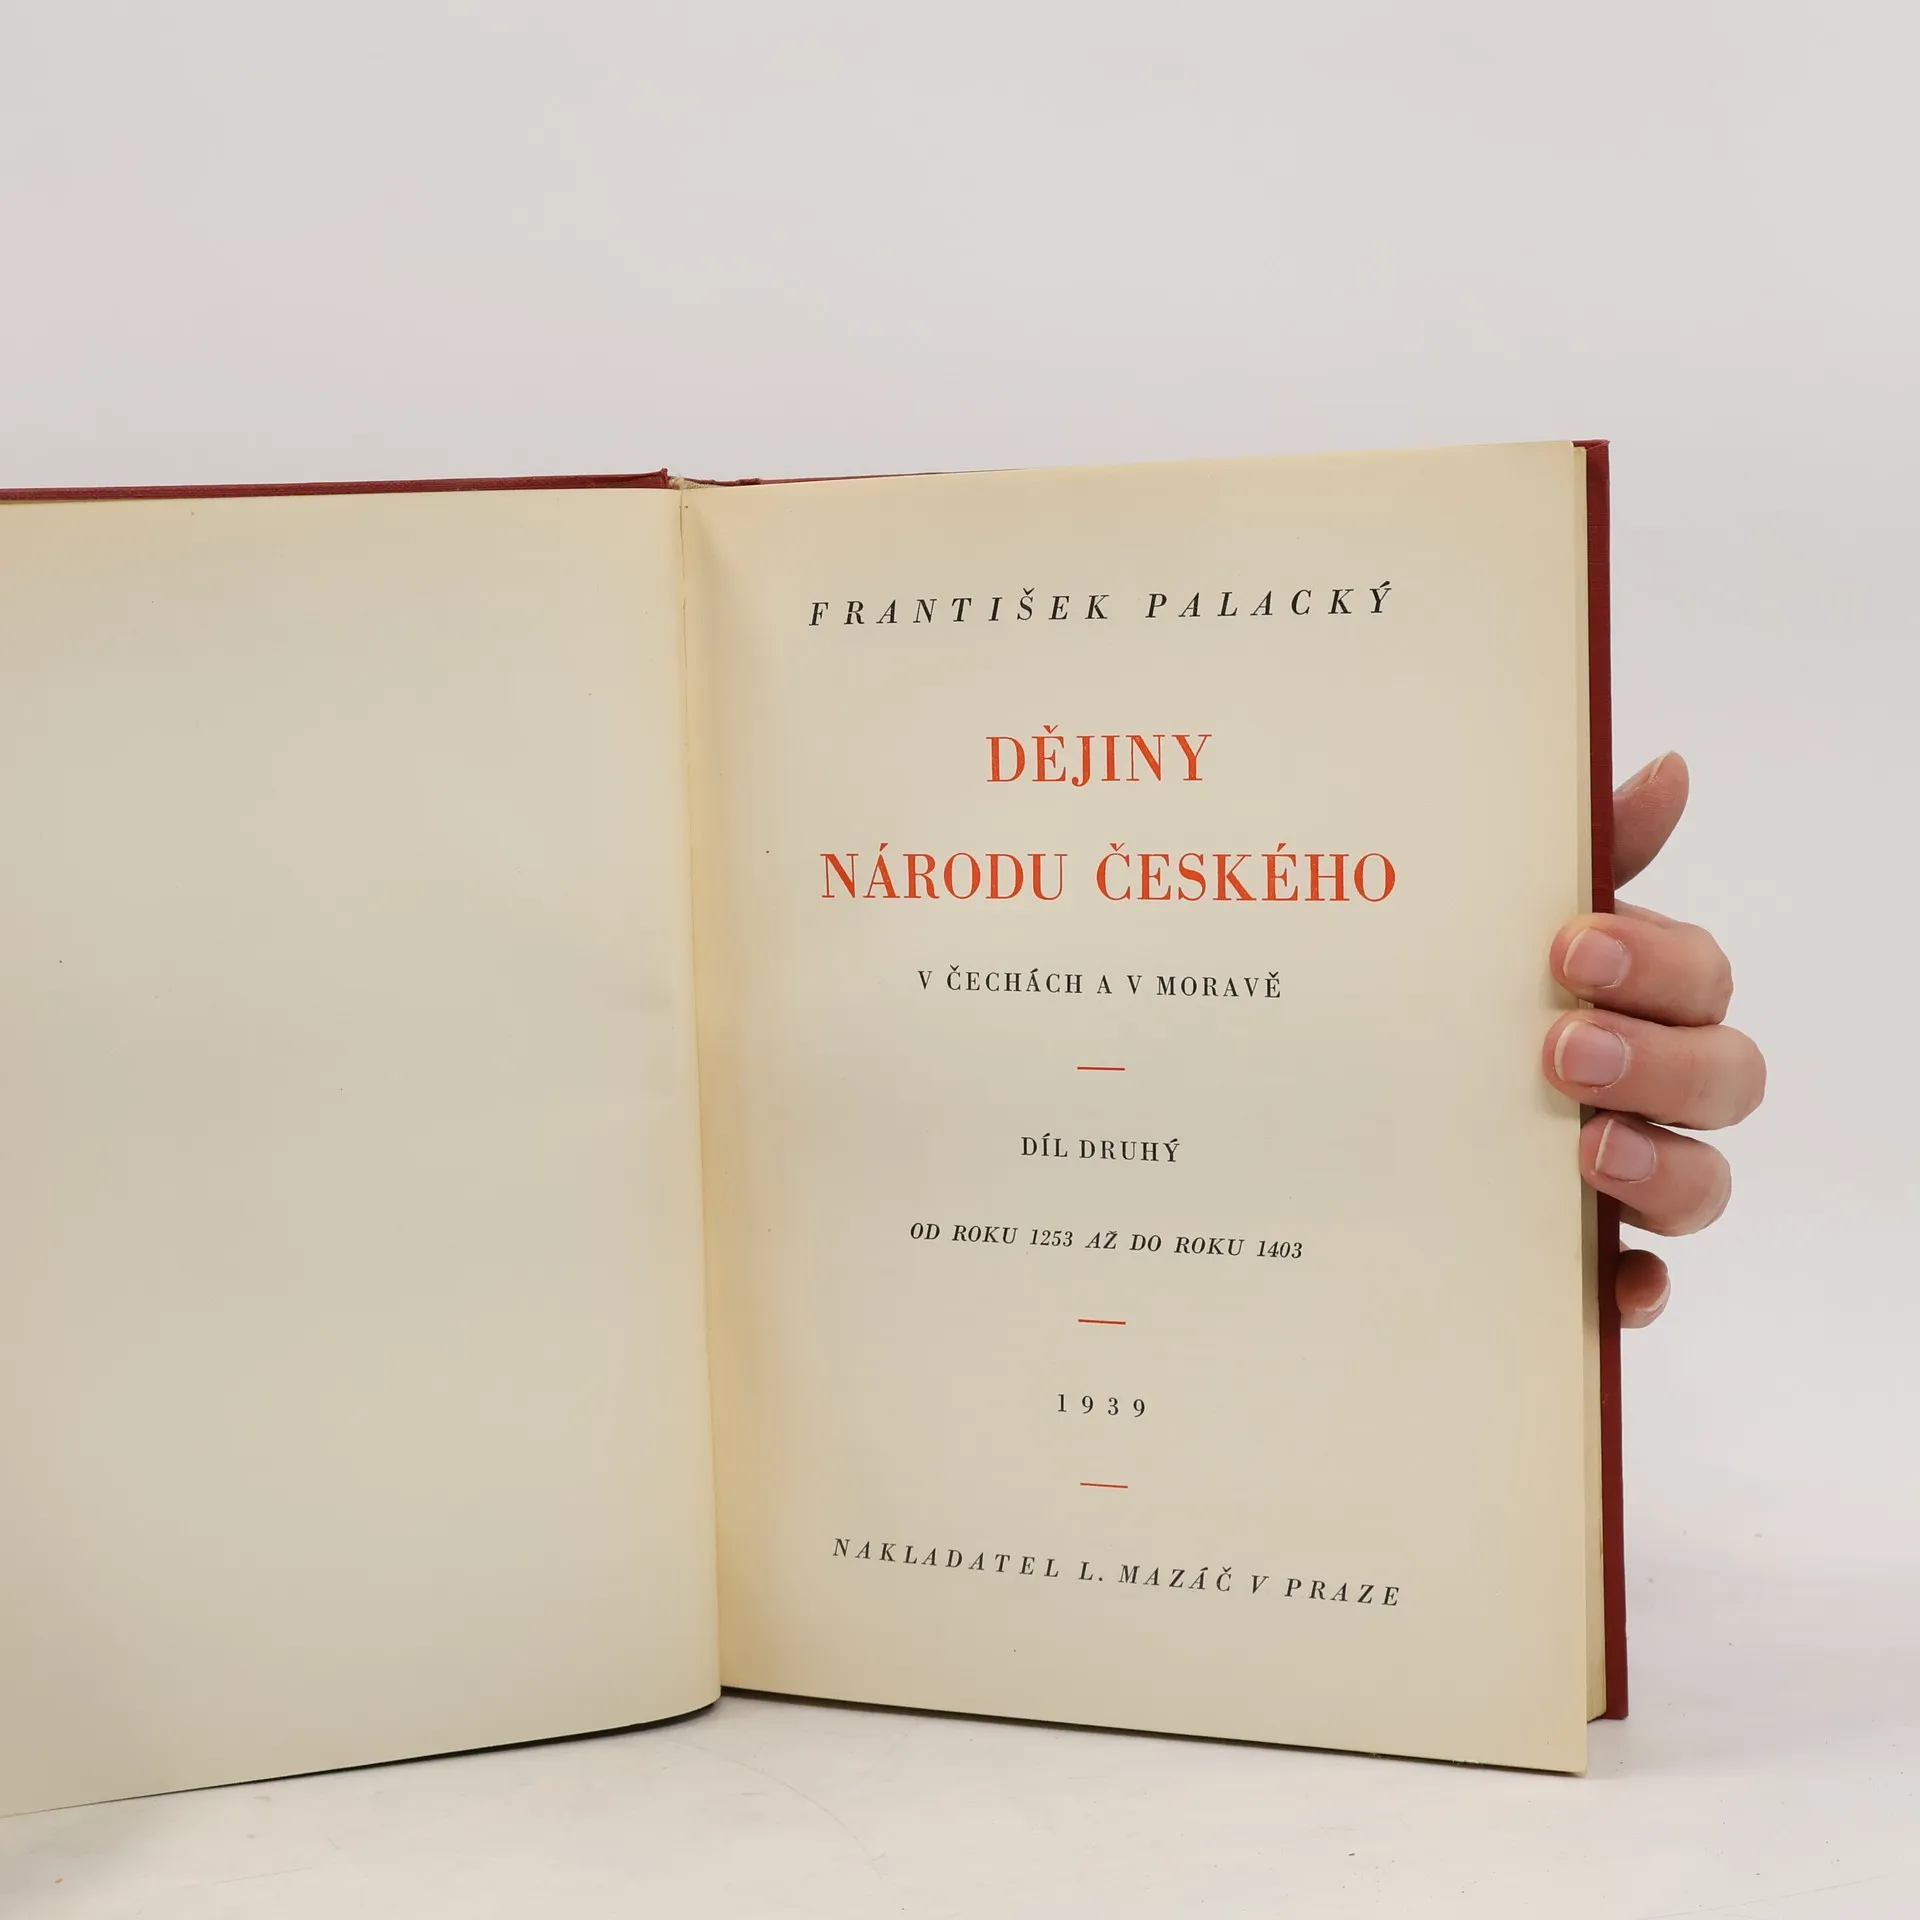 FRANTIŠEK PALACKÝ
DĚJINY
NÁRODU ČESKÉHO
V ČECHÁCH A V MORAVĚ
DÍL DRUHÝ
OD ROKU 1253 AŽ DO ROKU 1403
1939
NAKLADATEL L. MAZÁČ V PRAZE